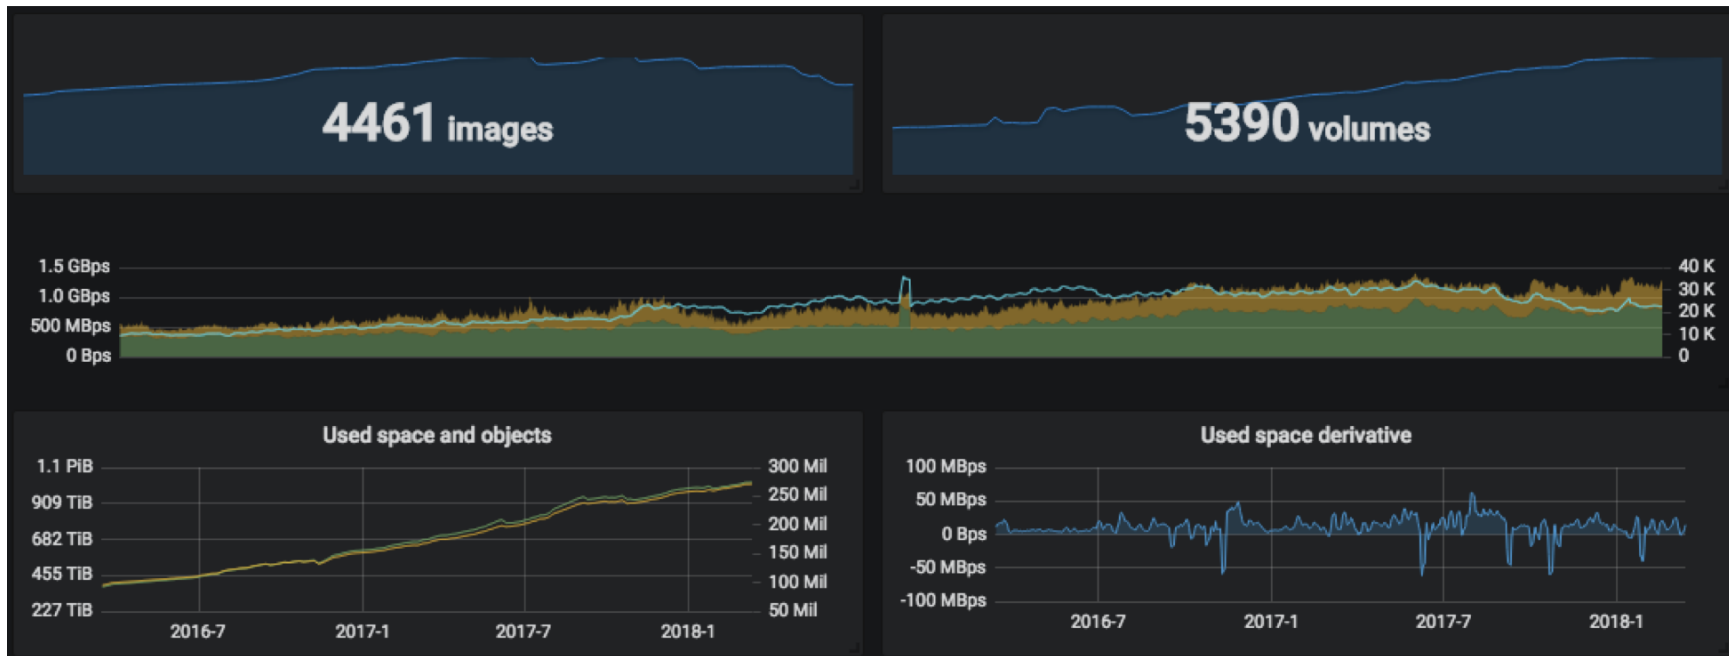 4461 images
5390 volumes
1.5 GBps
1.0 GBps
500 MBps
0 Bps
40 K
30 K
20 K
10 K
0
Used space and objects
1.1 PiB
909 TiB
682 TiB
455 TiB
227 TiB
300 Mil
250 Mil
200 Mil
150 Mil
100 Mil
50 Mil
2016-7 2017-1 2017-7 2018-1
Used space derivative
100 MBps
50 MBps
0 Bps
-50 MBps
-100 MBps
2016-7 2017-1 2017-7 2018-1